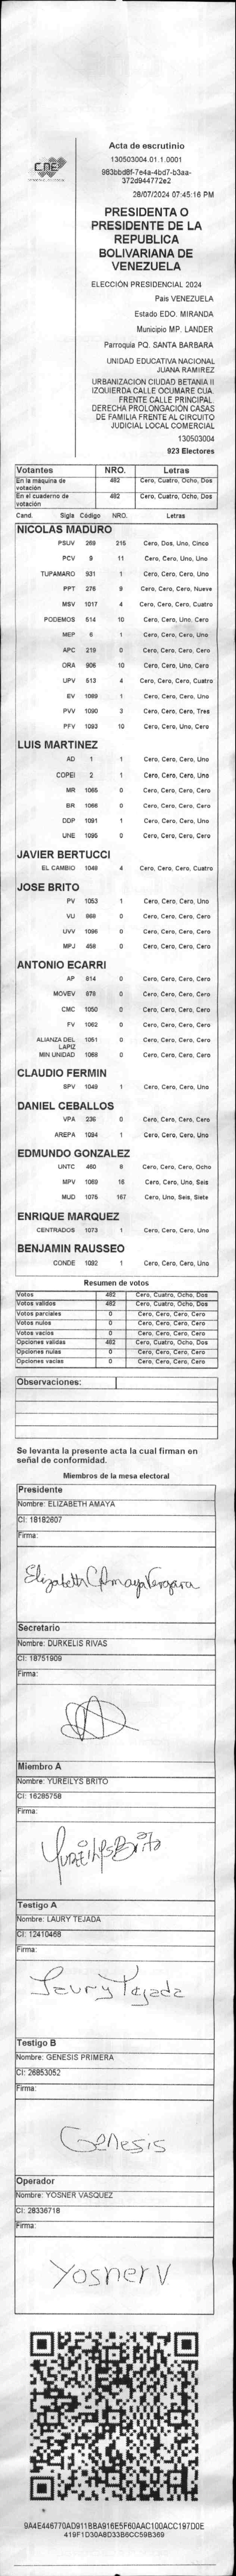 CNE
Acta de escrutinio
130503004.01.1.0001
983bbd8f-7e4a-4bd7-b3aa-
372d944772e2
28/07/2024 07:45:16 PM
PRESIDENTA O
PRESIDENTE DE LA
REPUBLICA
BOLIVARIANA DE
VENEZUELA
ELECCIÓN PRESIDENCIAL 2024
País VENEZUELA
Estado EDO. MIRANDA
Municipio MP. LANDER
Parroquia PQ. SANTA BARBARA
UNIDAD EDUCATIVA NACIONAL
JUANA RAMIREZ
URBANIZACION CIUDAD BETANIA II
IZQUIERDA CALLE OCUMARE CUA.
FRENTE CALLE PRINCIPAL.
DERECHA PROLONGACIÓN CASAS
DE FAMILIA FRENTE AL CIRCUITO
JUDICIAL LOCAL COMERCIAL
130503004
923 Electores
Votantes NRO. Letras
En la máquina de votación 482 Cero, Cuatro, Ocho, Dos
En el cuaderno de votación 482 Cero, Cuatro, Ocho, Dos
Cand. Sigla Código NRO. Letras
NICOLAS MADURO
PSUV 269 215 Cero, Dos, Uno, Cinco
PCV 9 11 Cero, Cero, Uno, Uno
TUPAMARO 931 1 Cero, Cero, Cero, Uno
PPT 276 9 Cero, Cero, Cero, Nueve
MSV 1017 4 Cero, Cero, Cero, Cuatro
PODEMOS 514 10 Cero, Cero, Uno, Cero
MEP 6 1 Cero, Cero, Cero, Uno
APC 219 0 Cero, Cero, Cero, Cero
ORA 906 10 Cero, Cero, Uno, Cero
UPV 513 4 Cero, Cero, Cero, Cuatro
EV 1089 1 Cero, Cero, Cero, Uno
PVV 1090 3 Cero, Cero, Cero, Tres
PFV 1093 10 Cero, Cero, Uno, Cero
LUIS MARTINEZ
AD 1 1 Cero, Cero, Cero, Uno
COPEI 2 1 Cero, Cero, Cero, Uno
MR 1065 0 Cero, Cero, Cero, Cero
BR 1066 0 Cero, Cero, Cero, Cero
DDP 1091 1 Cero, Cero, Cero, Uno
UNE 1095 0 Cero, Cero, Cero, Cero
JAVIER BERTUCCI
EL CAMBIO 1048 4 Cero, Cero, Cero, Cuatro
JOSE BRITO
PV 1053 1 Cero, Cero, Cero, Uno
VU 869 0 Cero, Cero, Cero, Cero
UVV 1096 0 Cero, Cero, Cero, Cero
MPJ 458 0 Cero, Cero, Cero, Cero
ANTONIO ECARRI
AP 814 0 Cero, Cero, Cero, Cero
MOVEV 878 0 Cero, Cero, Cero, Cero
CMC 1050 0 Cero, Cero, Cero, Cero
FV 1062 0 Cero, Cero, Cero, Cero
ALIANZA DEL LAPIZ 1051 0 Cero, Cero, Cero, Cero
MIN UNIDAD 1068 0 Cero, Cero, Cero, Cero
CLAUDIO FERMIN
SPV 1049 1 Cero, Cero, Cero, Uno
DANIEL CEBALLOS
VPA 236 0 Cero, Cero, Cero, Cero
AREPA 1094 1 Cero, Cero, Cero, Uno
EDMUNDO GONZALEZ
UNTC 460 8 Cero, Cero, Cero, Ocho
MPV 1069 16 Cero, Cero, Uno, Seis
MUD 1075 167 Cero, Uno, Seis, Siete
ENRIQUE MARQUEZ
CENTRADOS 1073 1 Cero, Cero, Cero, Uno
BENJAMIN RAUSSEO
CONDE 1092 1 Cero, Cero, Cero, Uno
Resumen de votos
Votos 482 Cero, Cuatro, Ocho, Dos
Votos validos 482 Cero, Cuatro, Ocho, Dos
Votos parciales 0 Cero, Cero, Cero, Cero
Votos nulos 0 Cero, Cero, Cero, Cero
Votos vacios 0 Cero, Cero, Cero, Cero
Opciones validas 482 Cero, Cuatro, Ocho, Dos
Opciones nulas 0 Cero, Cero, Cero, Cero
Opciones vacias 0 Cero, Cero, Cero, Cero
Observaciones:
Se levanta la presente acta la cual firman en
señal de conformidad.
Miembros de la mesa electoral
Presidente
Nombre: ELIZABETH AMAYA
CI: 18182607
Firma:
Elizabeth C Amaya Vergara
Secretario
Nombre: DURKELIS RIVAS
CI: 18751909
Firma:
Miembro A
Nombre: YUREILYS BRITO
CI: 16285758
Firma:
Yureilys Brito
Testigo A
Nombre: LAURY TEJADA
CI: 12410468
Firma:
Laury Tejada
Testigo B
Nombre: GENESIS PRIMERA
CI: 26853052
Firma:
Genesis
Operador
Nombre: YOSNER VASQUEZ
CI: 28336718
Firma:
Yosner V
9A4E446770AD911BBA916E5F60AAC100ACC197D0E
419F1D30A8D33B6CC59B369